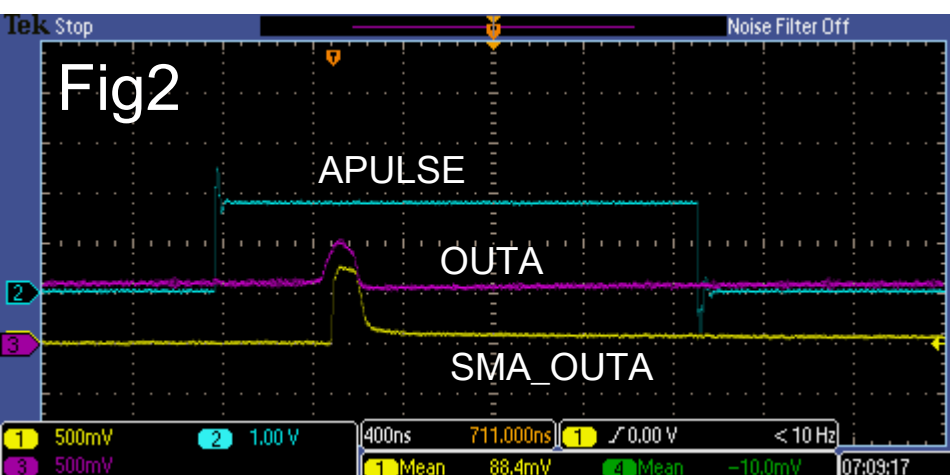 Tek Stop Noise Filter Off
T
Fig2
APULSE
OUTA
2
3
SMA_OUTA
1 500mV 2 1.00 V 400ns 711.000ns 1 0.00 V < 10 Hz
3 500mV 1 Mean 88.4mV 4 Mean -10.0mV 07:09:17